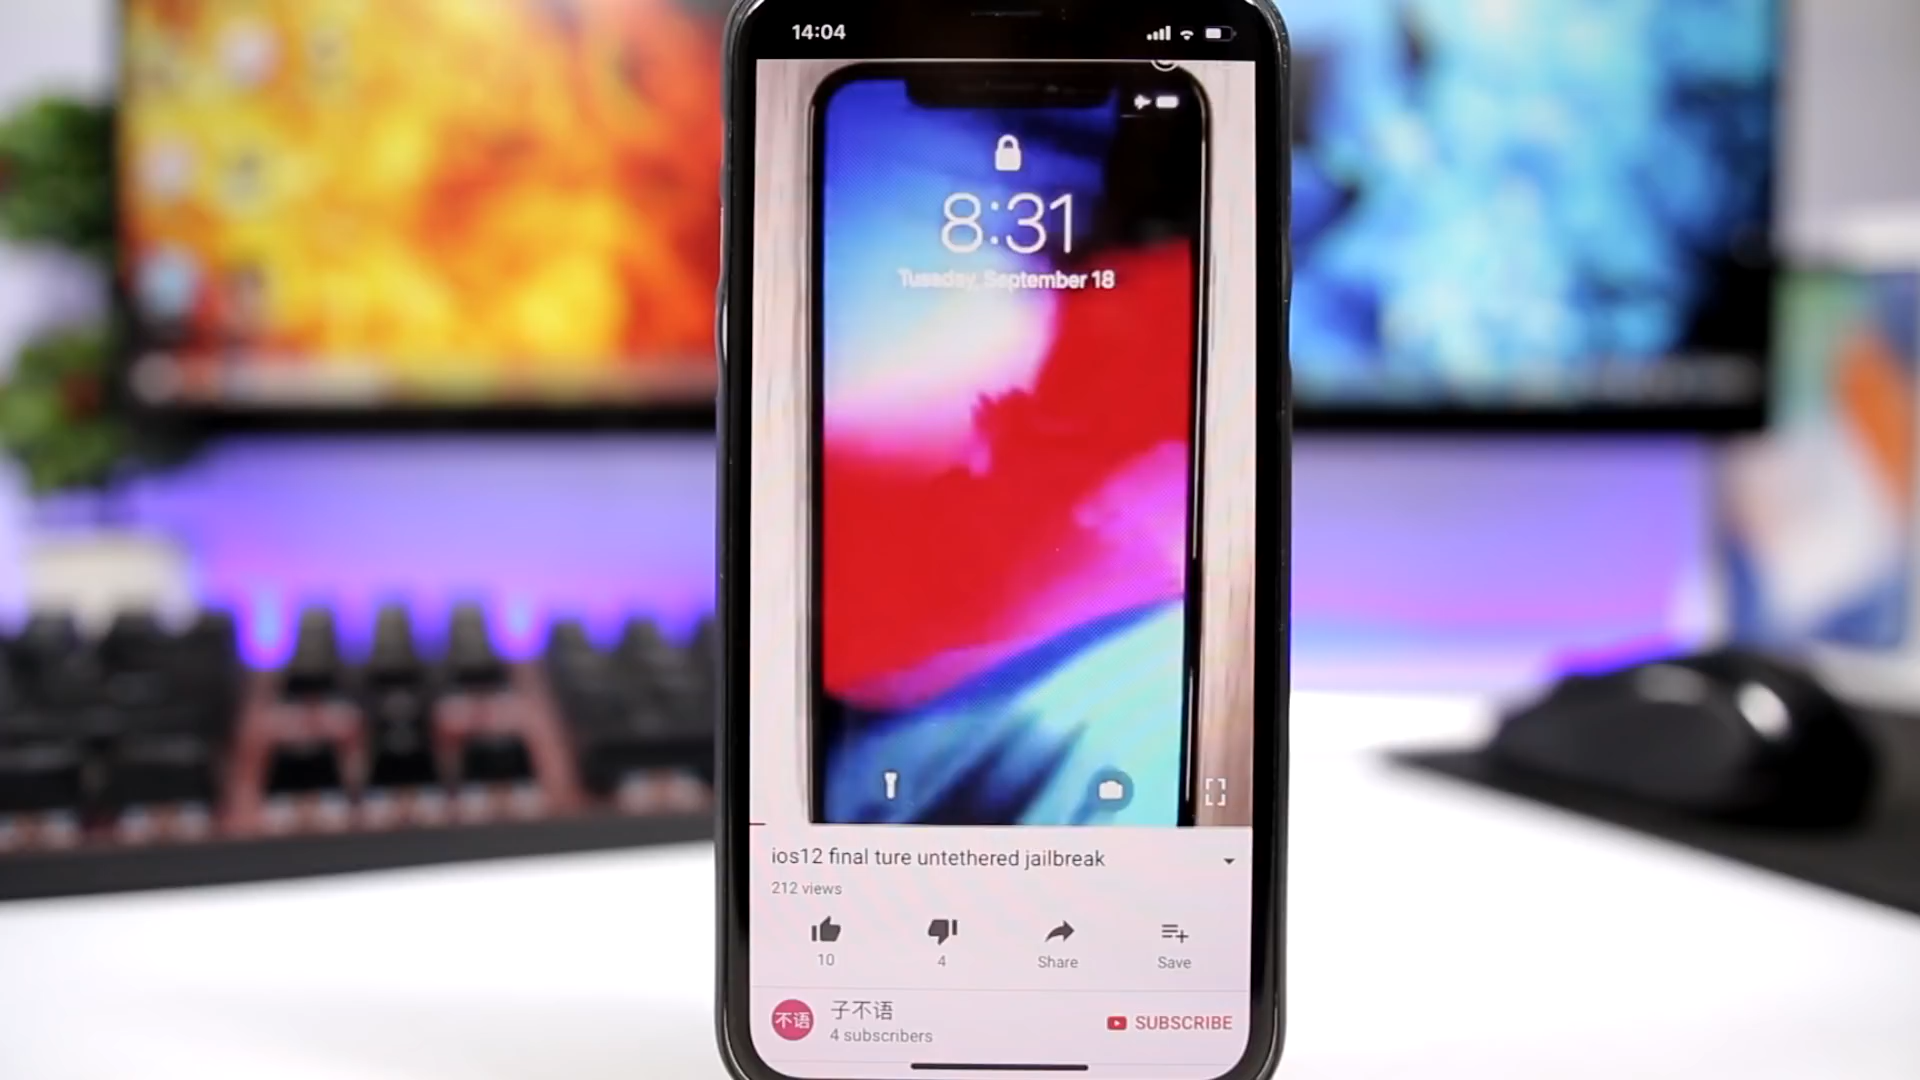 14:04
8:31
Tuesday, September 18
ios12 final ture untethered jailbreak
212 views
10
4
Share
Save
不语
子不语
4 subscribers
SUBSCRIBE